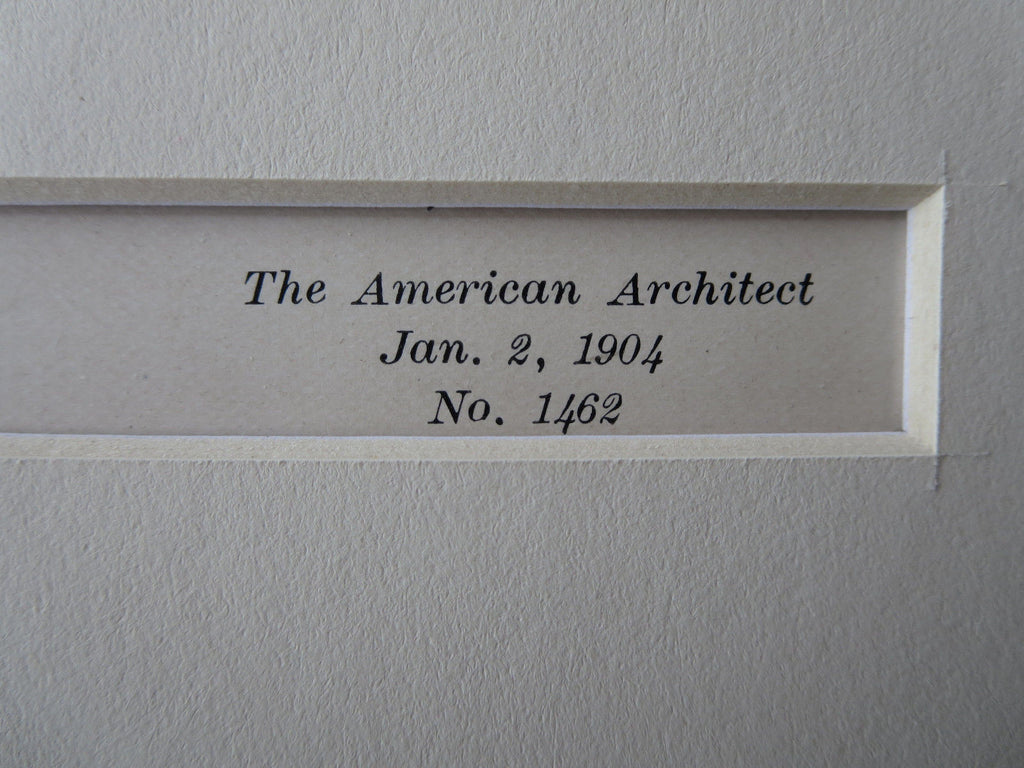 The American Architect
Jan. 2, 1904
No. 1462